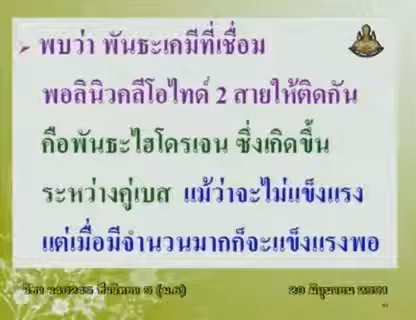 พบว่า พันธะเคมีที่เชื่อม
พอลินิวคลีโอไทด์ 2 สายให้ติดกัน
คือพันธะไฮโดรเจน ซึ่งเกิดขึ้น
ระหว่างคู่เบส แม้ว่าจะไม่แข็งแรง
แต่เมื่อมีจำนวนมากก็จะแข็งแรงพอ